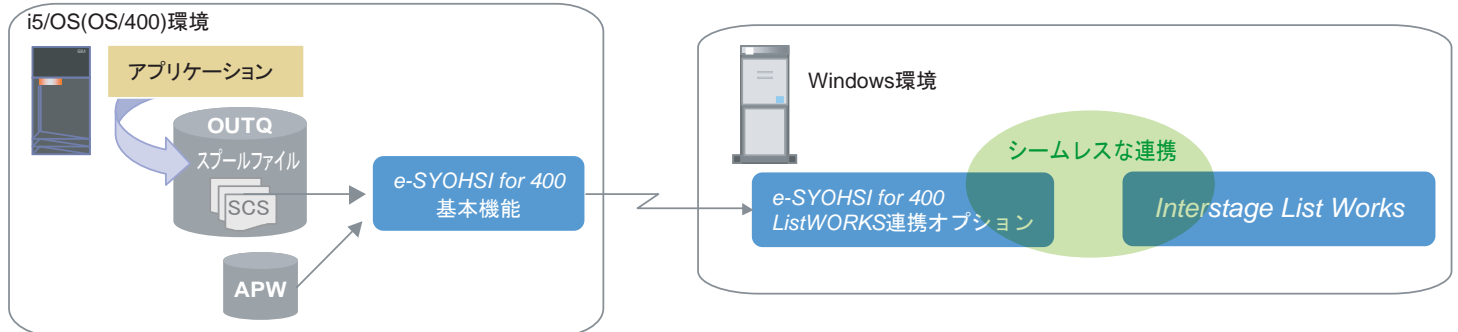 i5/OS(OS/400)環境
アプリケーション
OUTQ
スプールファイル
SCS
APW
e-SYOHSI for 400
基本機能
Windows環境
シームレスな連携
e-SYOHSI for 400
ListWORKS連携オプション
Interstage List Works